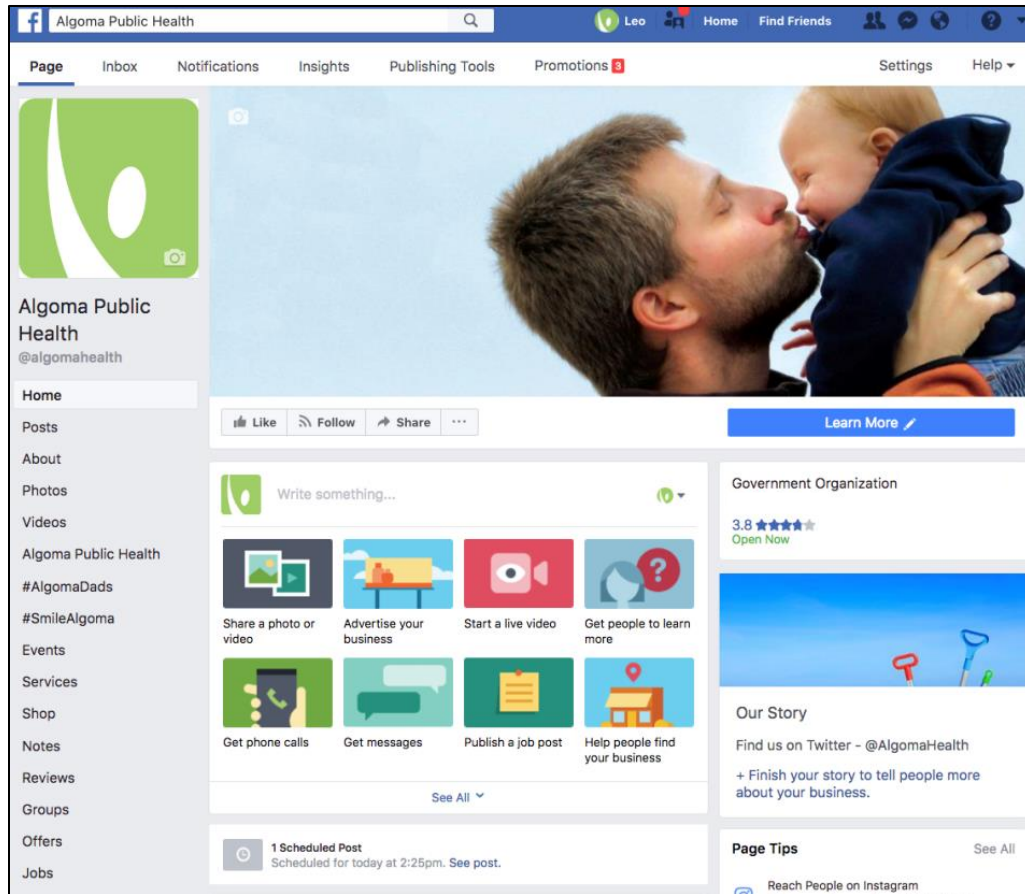 Algoma Public Health
Leo
Home
Find Friends
Page
Inbox
Notifications
Insights
Publishing Tools
Promotions 3
Settings
Help
Algoma Public
Health
@algomahealth
Home
Posts
About
Photos
Videos
Algoma Public Health
#AlgomaDads
#SmileAlgoma
Events
Services
Shop
Notes
Reviews
Groups
Offers
Jobs
Like
Follow
Share
Learn More
Write something...
Share a photo or
video
Advertise your
business
Start a live video
Get people to learn
more
Get phone calls
Get messages
Publish a job post
Help people find
your business
See All
1 Scheduled Post
Scheduled for today at 2:25pm. See post.
Government Organization
3.8
Open Now
Our Story
Find us on Twitter - @AlgomaHealth
+ Finish your story to tell people more
about your business.
Page Tips
See All
Reach People on Instagram